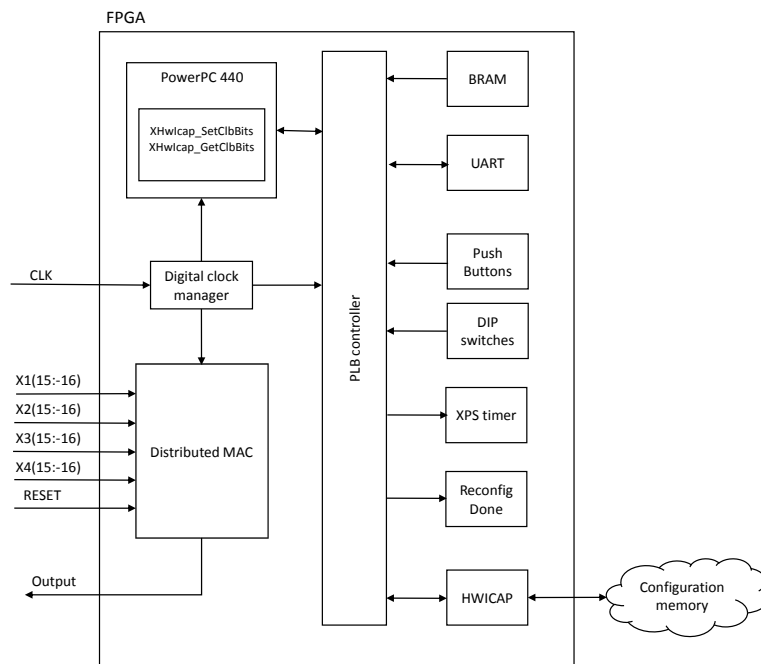 FPGA
PowerPC 440
XHwIcap_SetClbBits
XHwIcap_GetClbBits
BRAM
UART
Push
Buttons
CLK
Digital clock
manager
PLB controller
DIP
switches
X1(15:-16)
X2(15:-16)
X3(15:-16)
X4(15:-16)
RESET
Distributed MAC
XPS timer
Reconfig
Done
Output
HWICAP
Configuration
memory